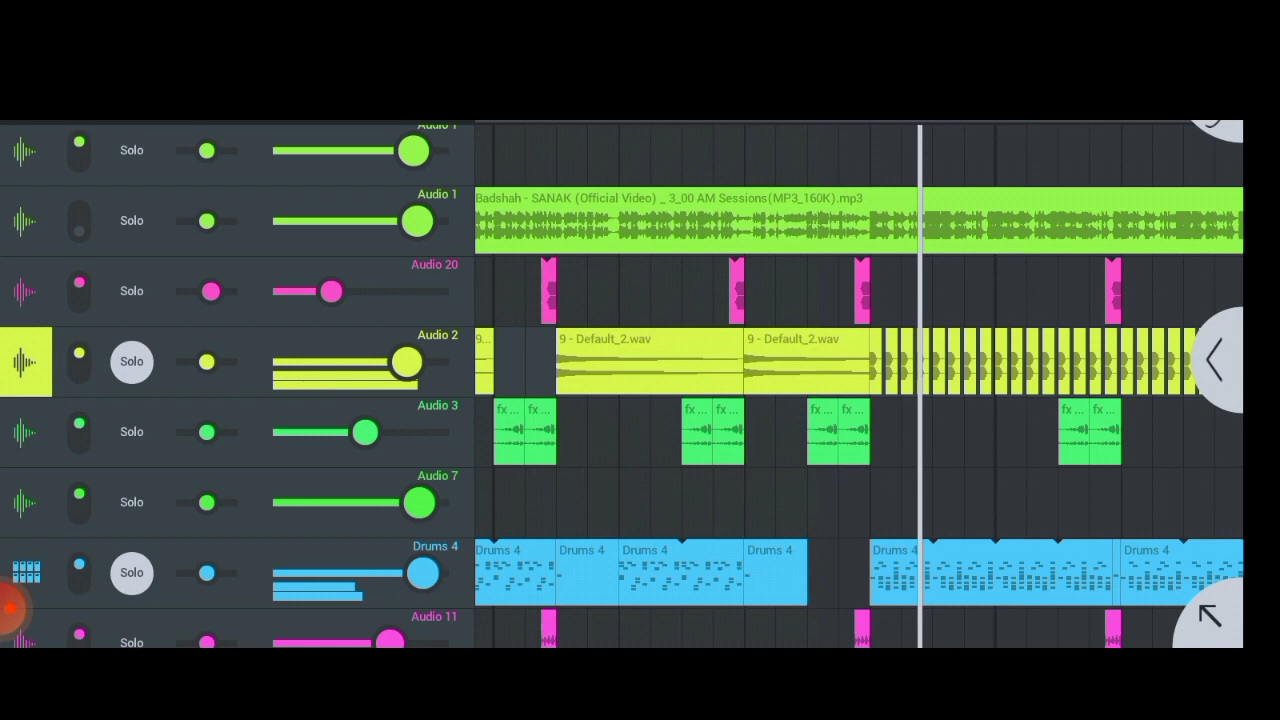 Audio 1
Solo
Audio 1
Solo
Badshah - SANAK (Official Video) _ 3_00 AM Sessions(MP3_160K).mp3
Audio 20
Solo
Audio 2
Solo
9... 9 - Default_2.wav 9 - Default_2.wav
Audio 3
Solo
fx ... fx ... fx ... fx ... fx ... fx ... fx ... fx ...
Audio 7
Solo
Drums 4
Solo
Drums 4 Drums 4 Drums 4 Drums 4 Drums 4 Drums 4
Audio 11
Solo